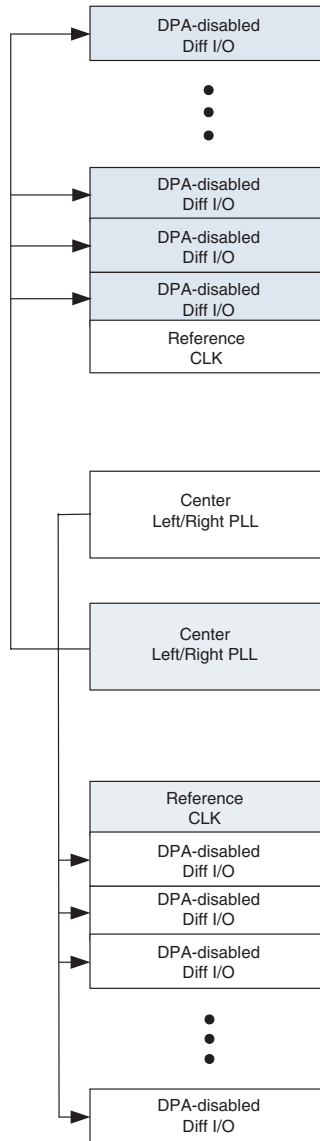 DPA-disabled
Diff I/O
DPA-disabled
Diff I/O
DPA-disabled
Diff I/O
DPA-disabled
Diff I/O
Reference
CLK
Center
Left/Right PLL
Center
Left/Right PLL
Reference
CLK
DPA-disabled
Diff I/O
DPA-disabled
Diff I/O
DPA-disabled
Diff I/O
DPA-disabled
Diff I/O